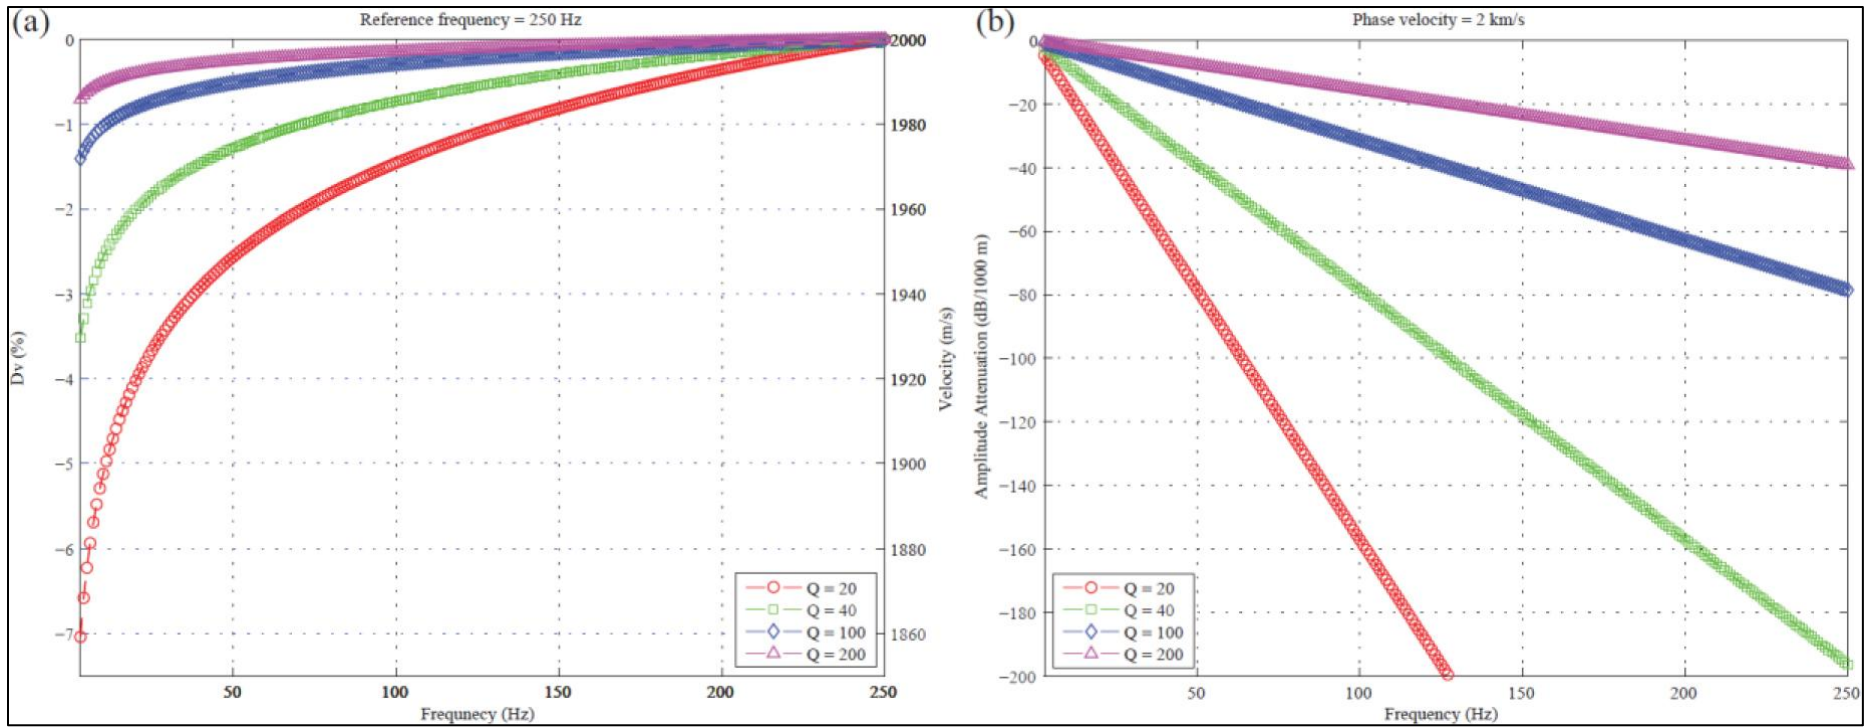 (a)
Reference frequency = 250 Hz
0
−1
−2
−3
−4
−5
−6
−7
Dv (%)
2000
1980
1960
1940
1920
1900
1880
1860
Velocity (m/s)
Q = 20
Q = 40
Q = 100
Q = 200
50
100
150
200
250
Frequnecy (Hz)
(b)
Phase velocity = 2 km/s
0
−20
−40
−60
−80
−100
−120
−140
−160
−180
−200
Amplitude Attenuation (dB/1000 m)
Q = 20
Q = 40
Q = 100
Q = 200
50
100
150
200
250
Frequency (Hz)